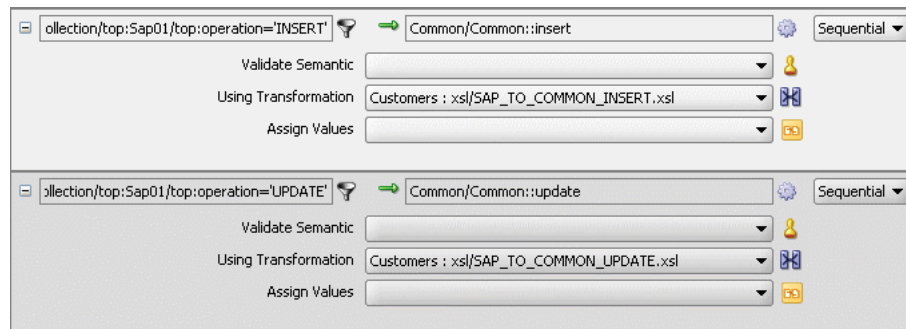 ollection/top:Sap01/top:operation='INSERT' Common/Common::insert Sequential
Validate Semantic
Using Transformation Customers : xsl/SAP_TO_COMMON_INSERT.xsl
Assign Values
ollection/top:Sap01/top:operation='UPDATE' Common/Common::update Sequential
Validate Semantic
Using Transformation Customers : xsl/SAP_TO_COMMON_UPDATE.xsl
Assign Values